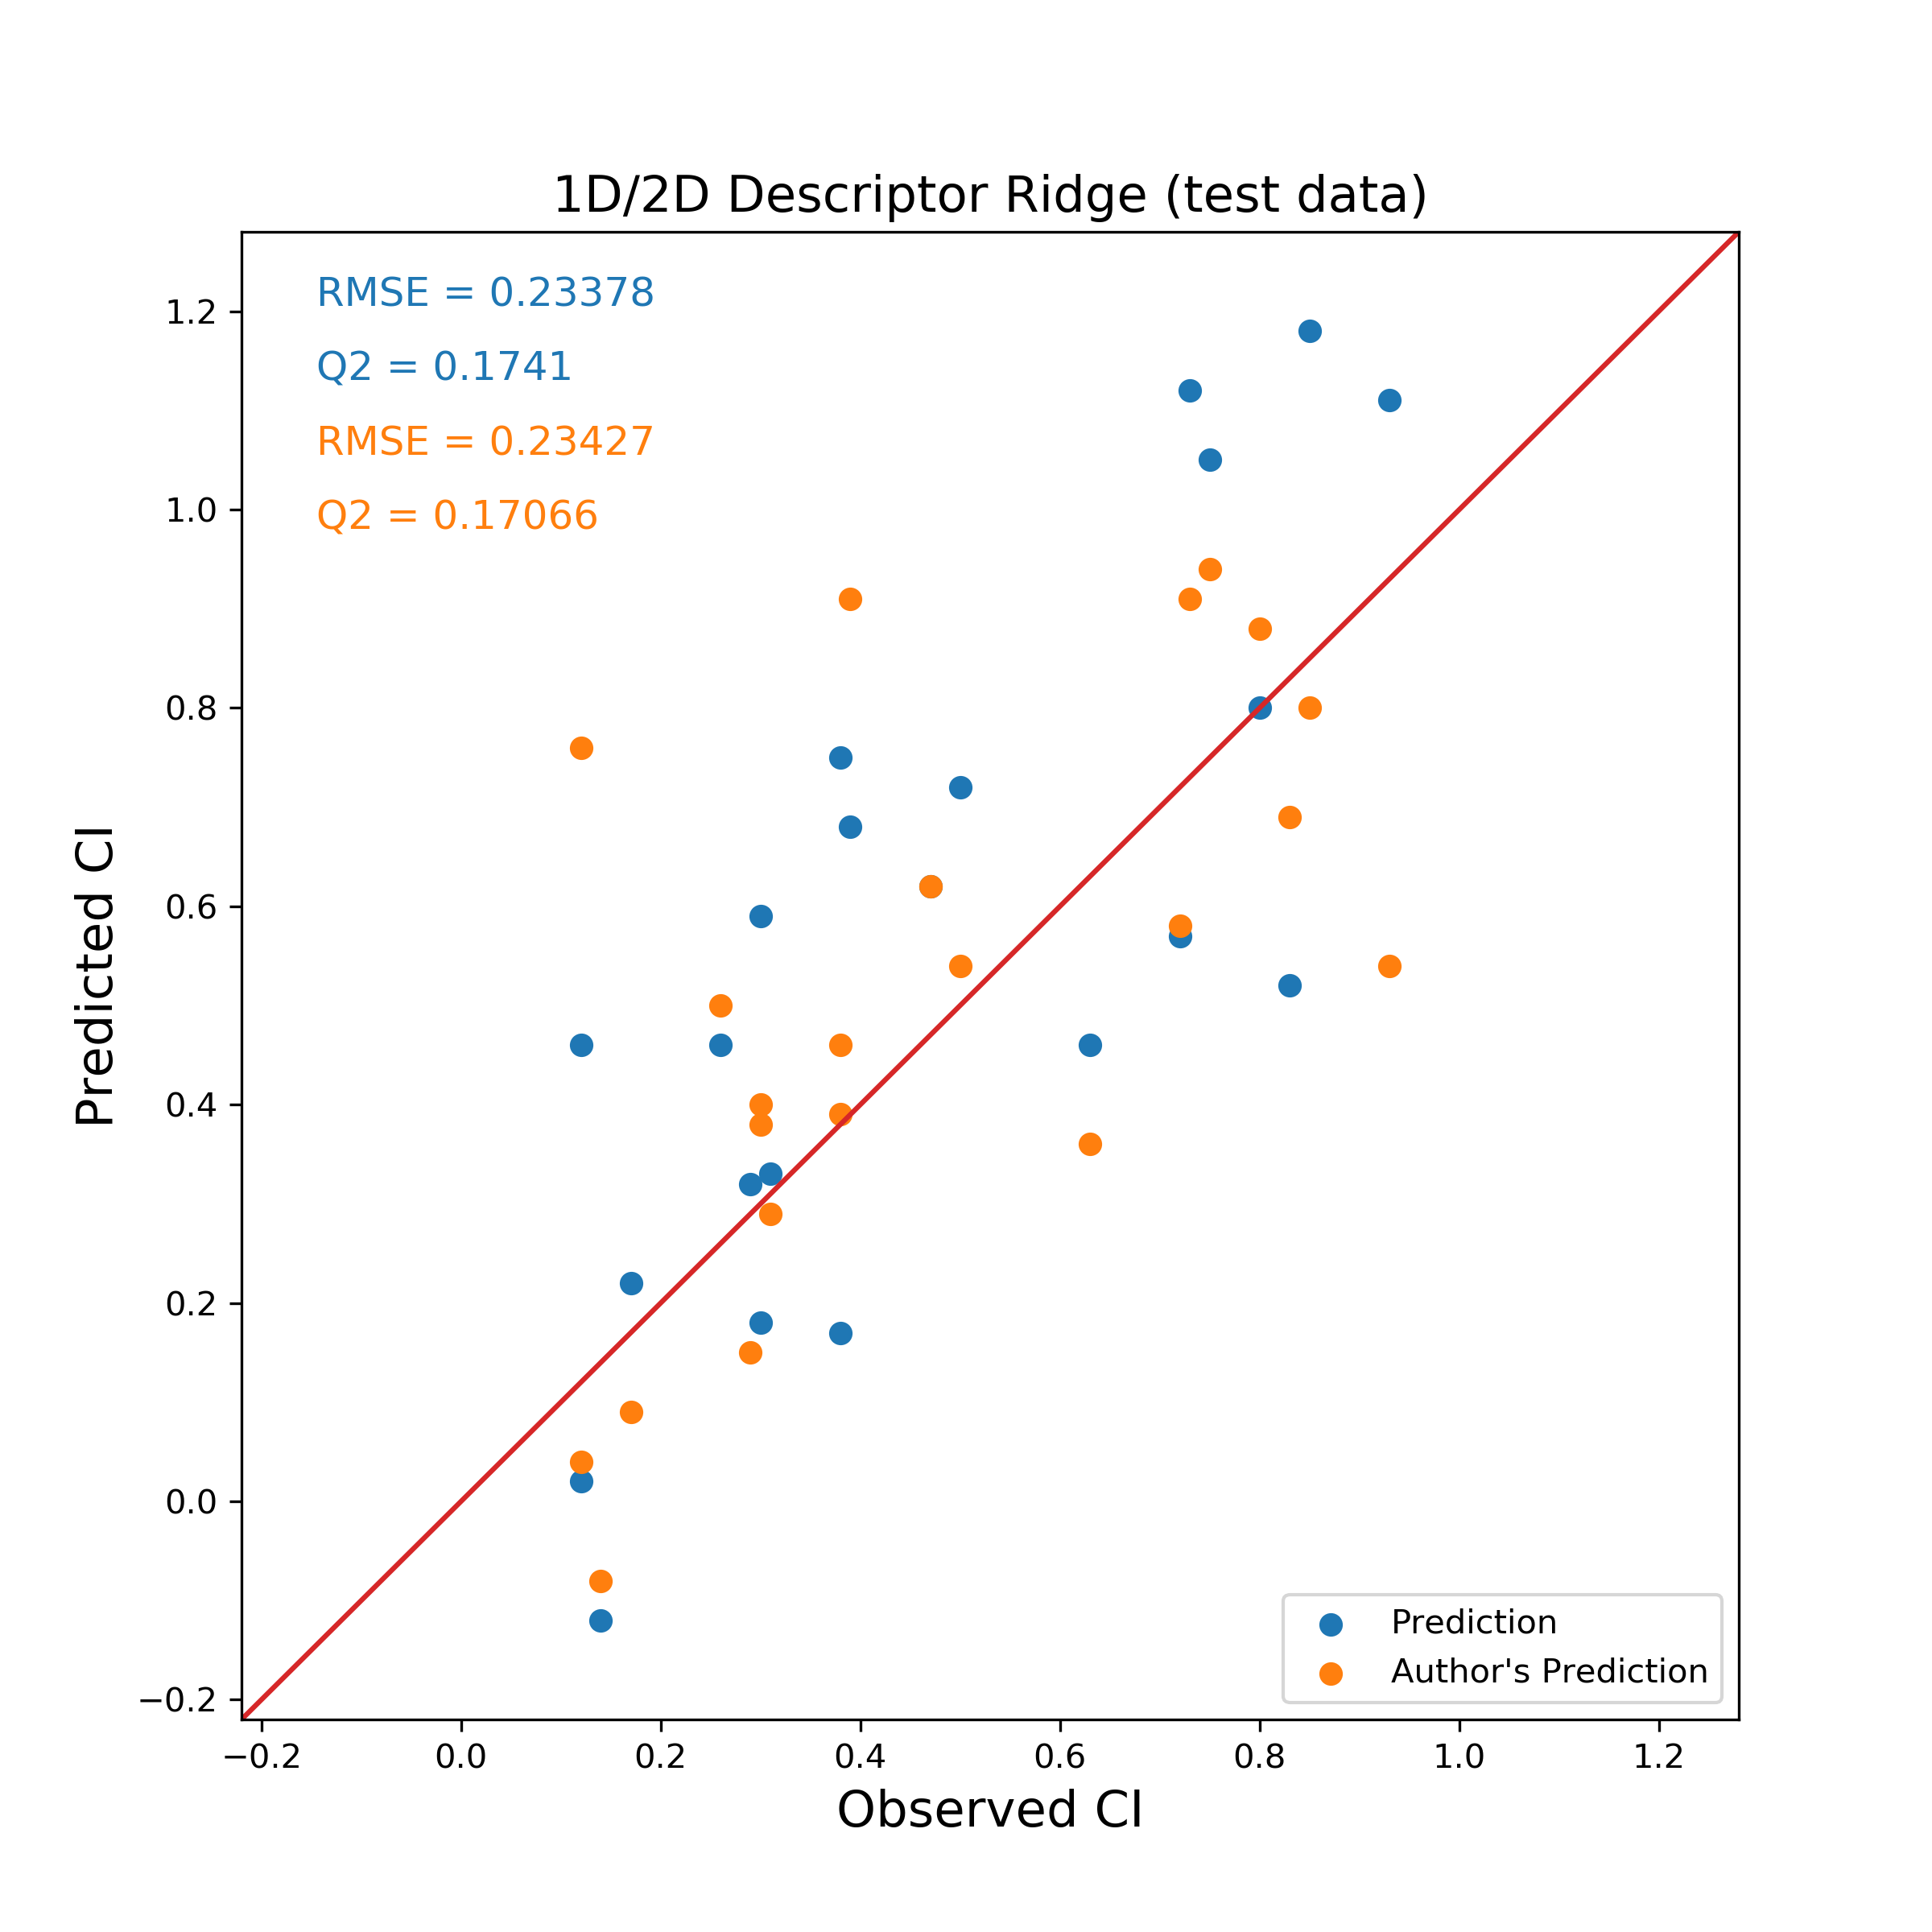 1D/2D Descriptor Ridge (test data)
RMSE = 0.23378
Q2 = 0.1741
RMSE = 0.23427
Q2 = 0.17066
1.2
1.0
0.8
0.6
0.4
0.2
0.0
−0.2
Predicted CI
Prediction
Author's Prediction
−0.2 0.0 0.2 0.4 0.6 0.8 1.0 1.2
Observed CI